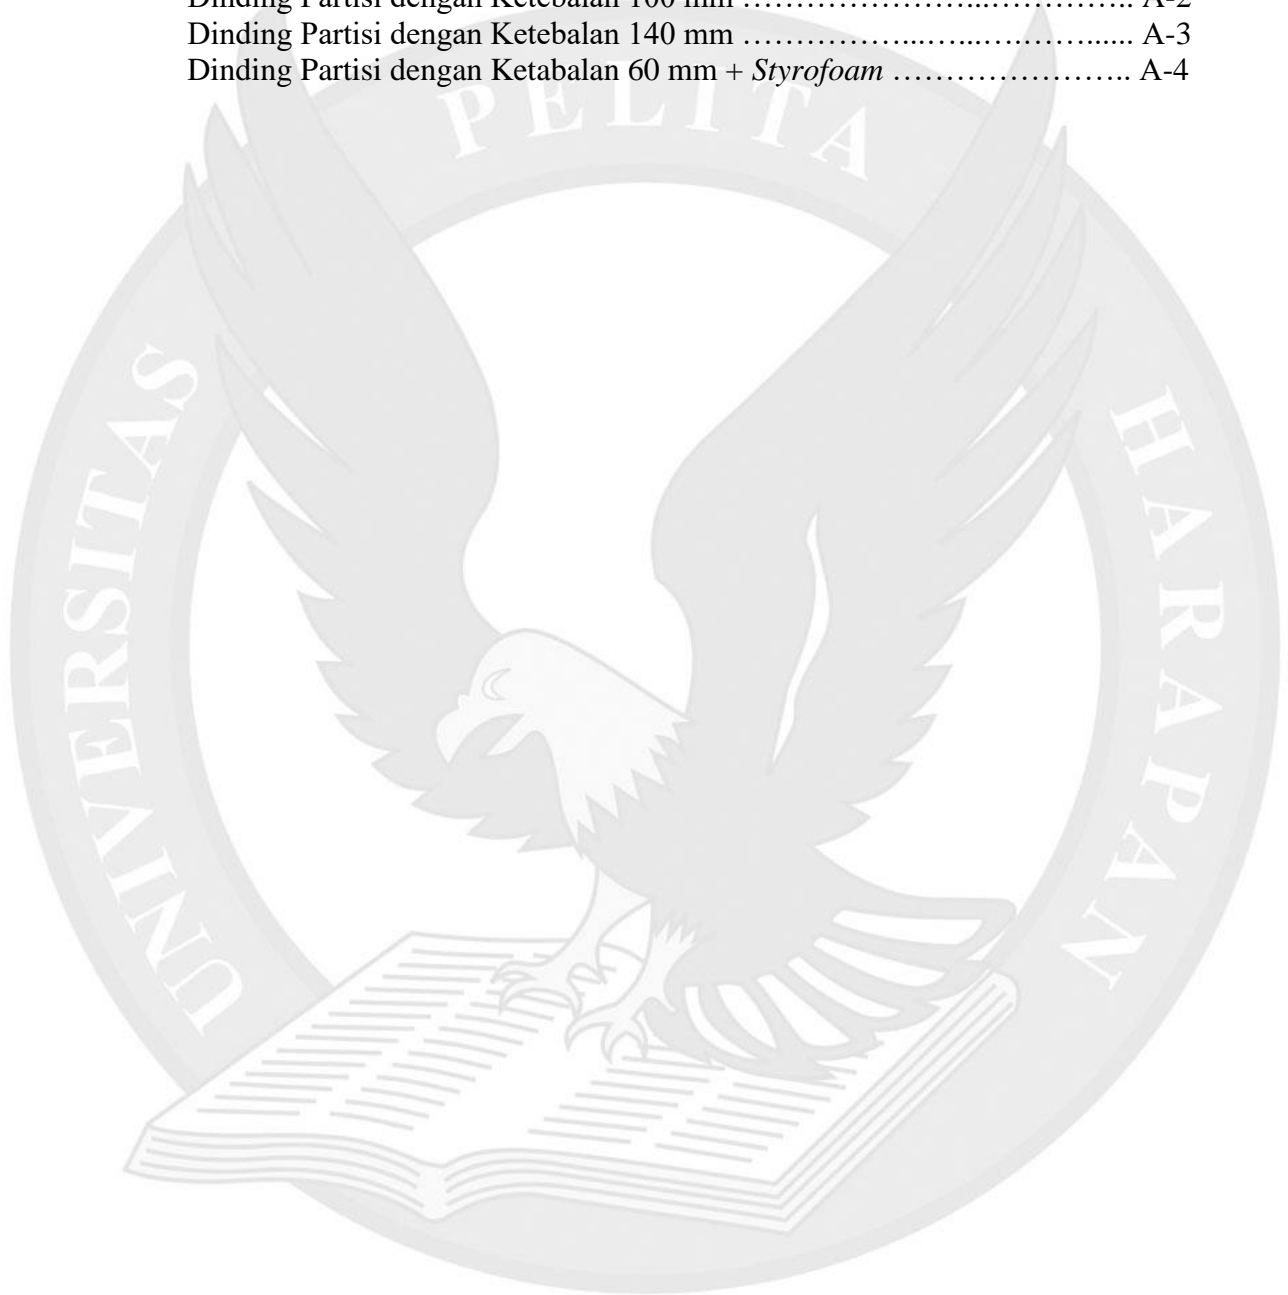 Dinding Partisi dengan Ketebalan 100 mm …………………...………….. A-2
Dinding Partisi dengan Ketebalan 140 mm ……………...…...….……...... A-3
Dinding Partisi dengan Ketabalan 60 mm + Styrofoam ………………….. A-4
UNIVERSITAS PELITA HARAPAN